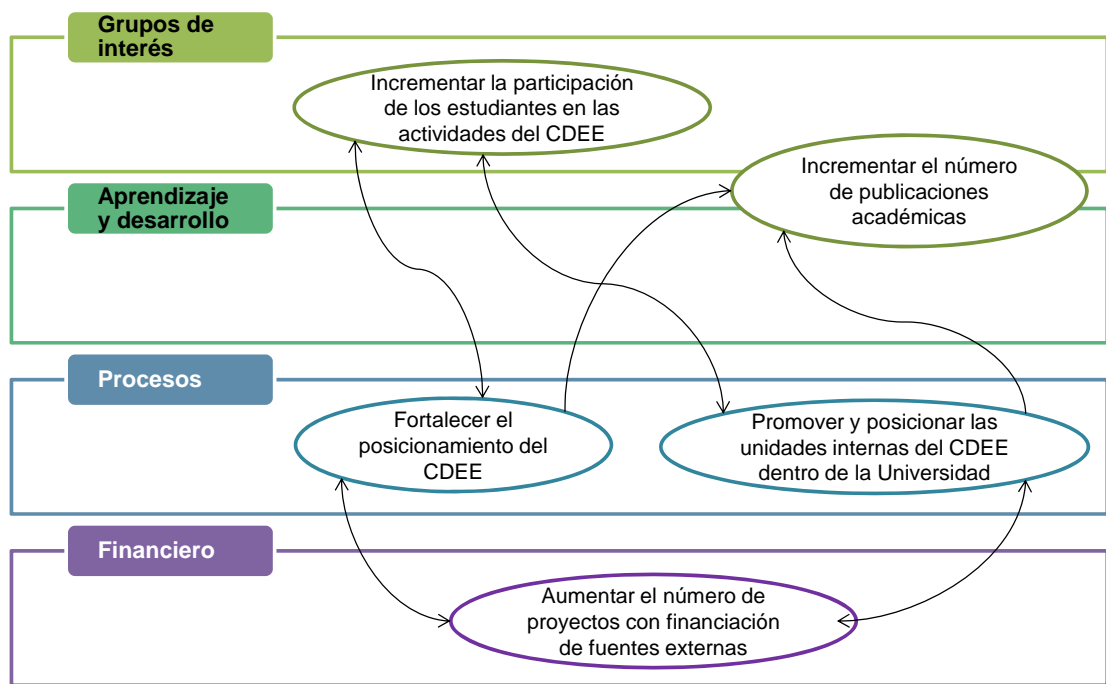 Grupos de
interés
Incrementar la participación
de los estudiantes en las
actividades del CDEE
Incrementar el número
de publicaciones
académicas
Aprendizaje
y desarrollo
Procesos
Fortalecer el
posicionamiento del
CDEE
Promover y posicionar las
unidades internas del CDEE
dentro de la Universidad
Financiero
Aumentar el número de
proyectos con financiación
de fuentes externas